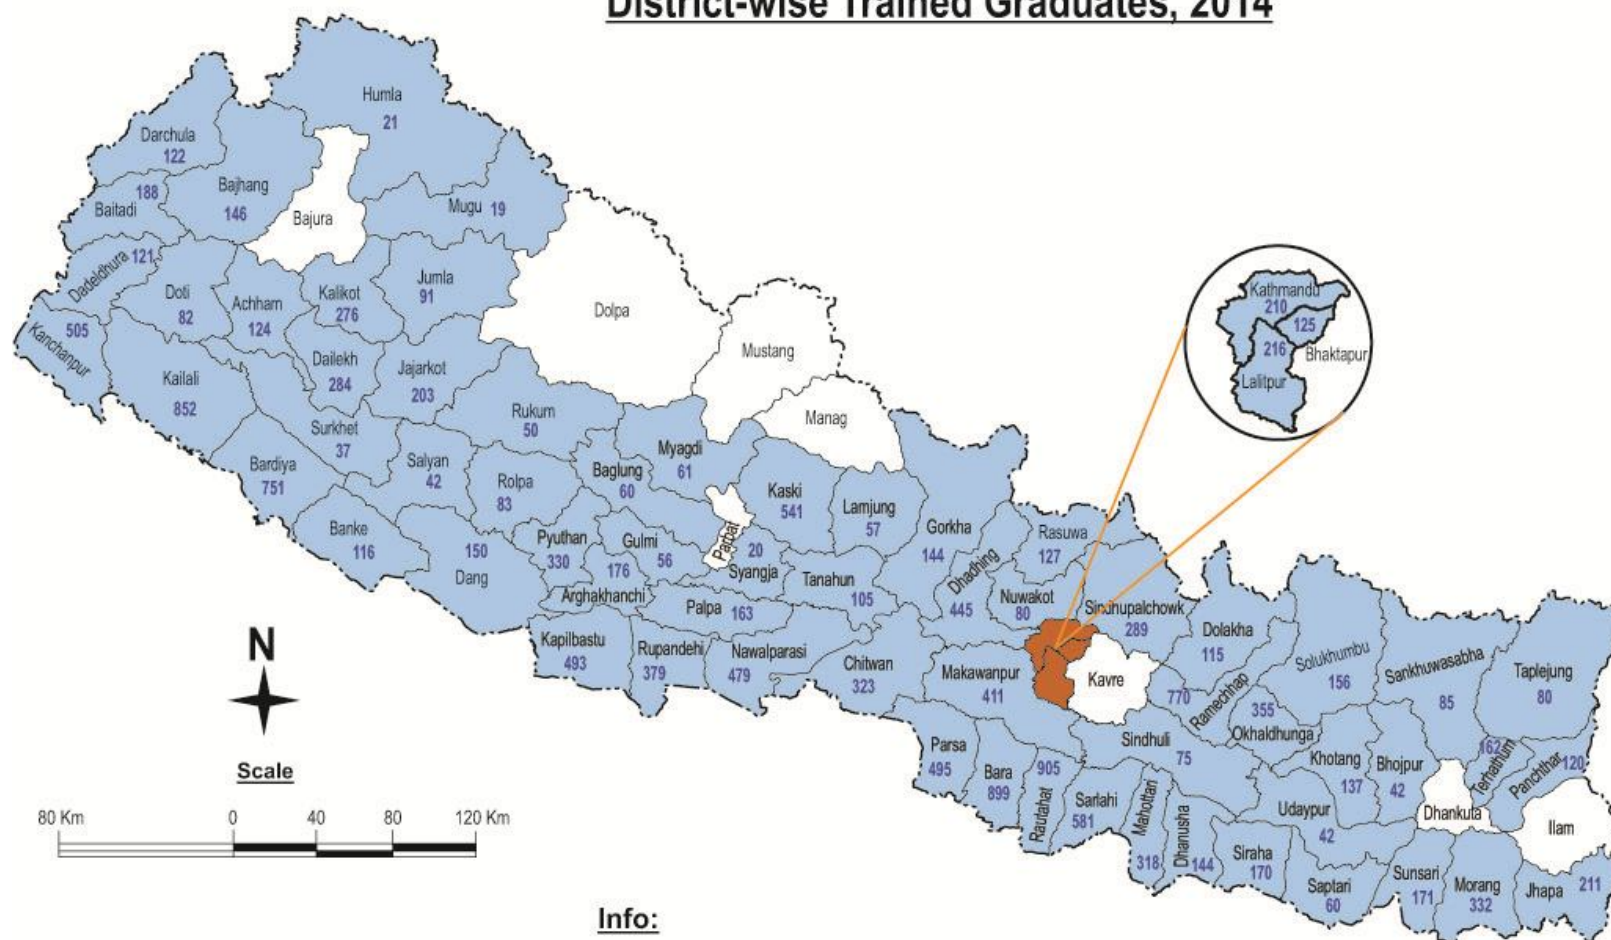 District-wise Trained Graduates, 2014
Humla
21
Darchula
122
Bajhang
146
188
Baitadi
Bajura
Mugu 19
Dadeldhura 121
Doti
82
Achham
124
Kalikot
276
Jumla
91
Dolpa
Mustang
Manag
505
Kanchanpur
Kailali
852
Dailekh
284
Jajarkot
203
Rukum
50
Surkhet
37
Bardiya
751
Salyan
42
Rolpa
83
Baglung
60
Myagdi
61
Kaski
541
Lamjung
57
Gorkha
144
Banke
116
150
Dang
Pyuthan
330
Gulmi
56
176
Arghakhanchi
Parbat
20
Syangja
Tanahun
105
Dhadhing
445
Rasuwa
127
Nuwakot
80
Sindhupalchowk
289
Palpa 163
Kapilbastu
493
Rupandehi
379
Nawalparasi
479
Chitwan
323
Makawanpur
411
Kavre
Dolakha
115
770
Ramechhap
Solukhumbu
156
355
Okhaldhunga
Sankhuwasabha
85
Taplejung
80
Parsa
495
Bara
899
905
Rautahat
Sindhuli
75
Sarlahi
581
Mahottari
318
Dhanusha
144
Siraha
170
Udaypur
42
Khotang
137
Bhojpur
42
Dhankuta
162
Terhathum
Panchthar 120
Ilam
Saptari
60
Sunsari
171
Morang
332
Jhapa 211
Kathmandu
210
125
216
Bhaktapur
Lalitpur
N
Scale
80 Km 0 40 80 120 Km
Info: